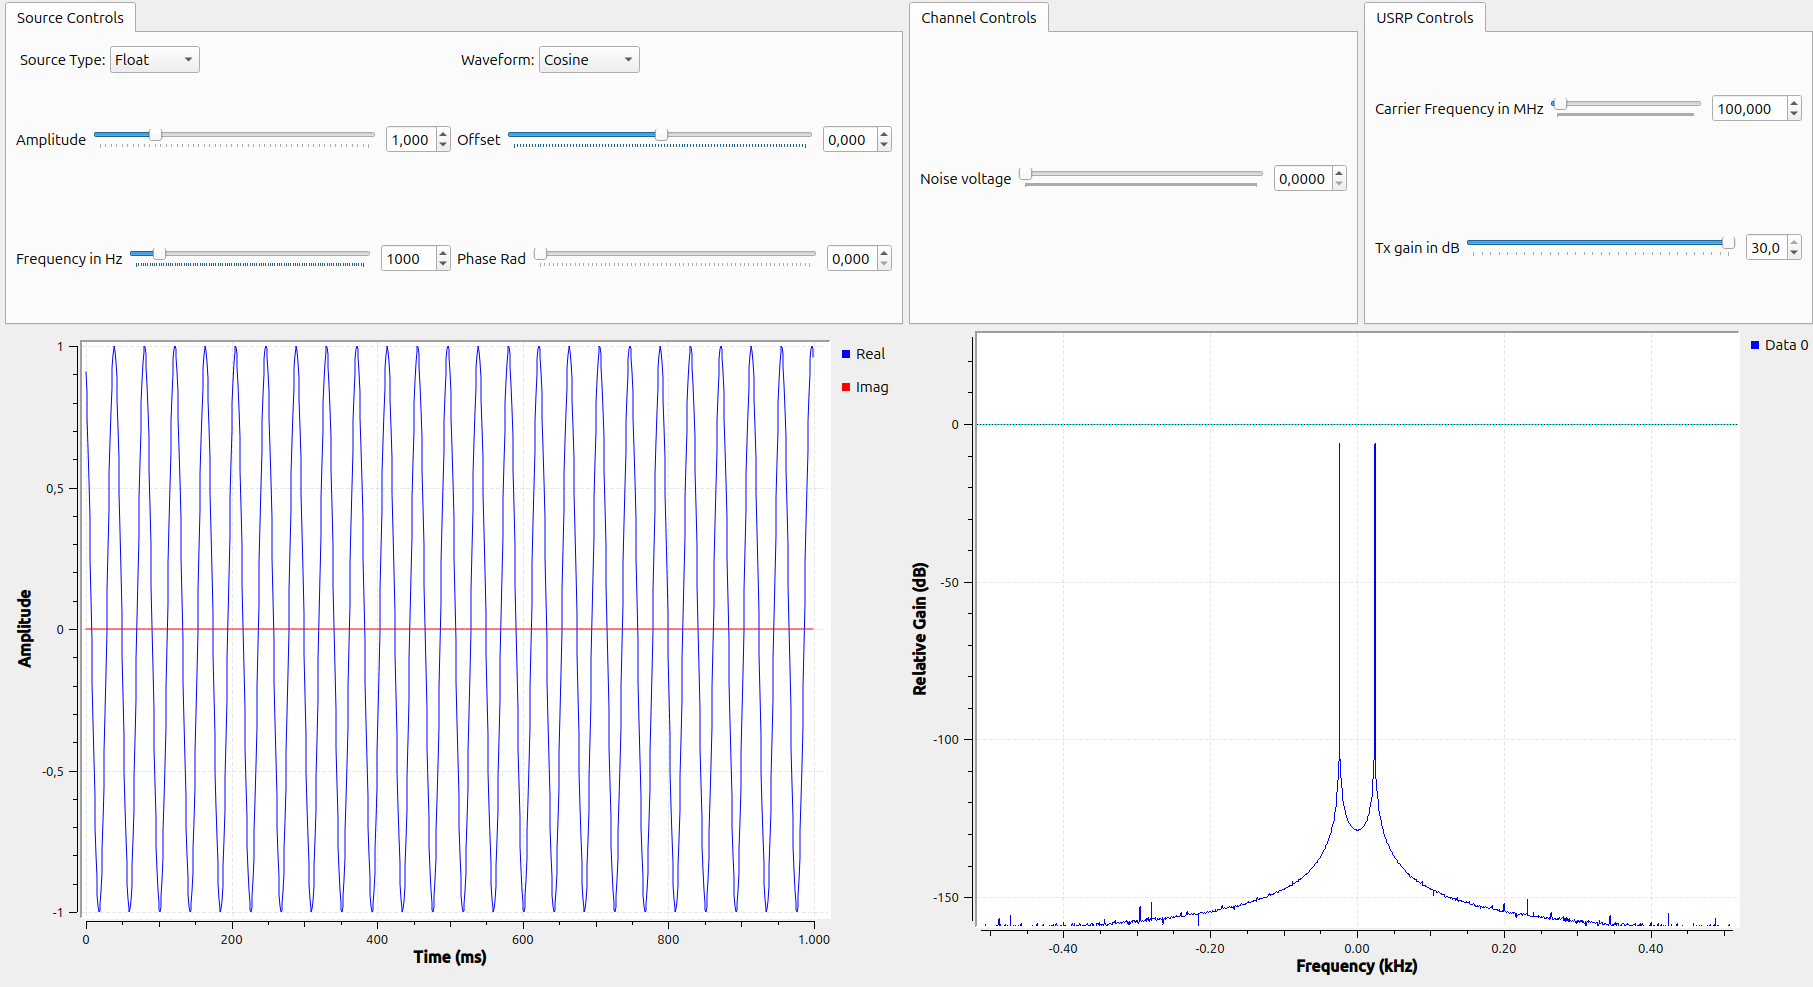 Source Controls
Channel Controls
USRP Controls
Source Type: Float
Waveform: Cosine
Carrier Frequency in MHz 100,000
Amplitude 1,000
Offset 0,000
Noise voltage 0,0000
Tx gain in dB 30,0
Frequency in Hz 1000
Phase Rad 0,000
1
0,5
0
-0,5
-1
Amplitude
0 200 400 600 800 1.000
Time (ms)
Real
Imag
0
-50
-100
-150
Relative Gain (dB)
-0.40 -0.20 0.00 0.20 0.40
Frequency (kHz)
Data 0